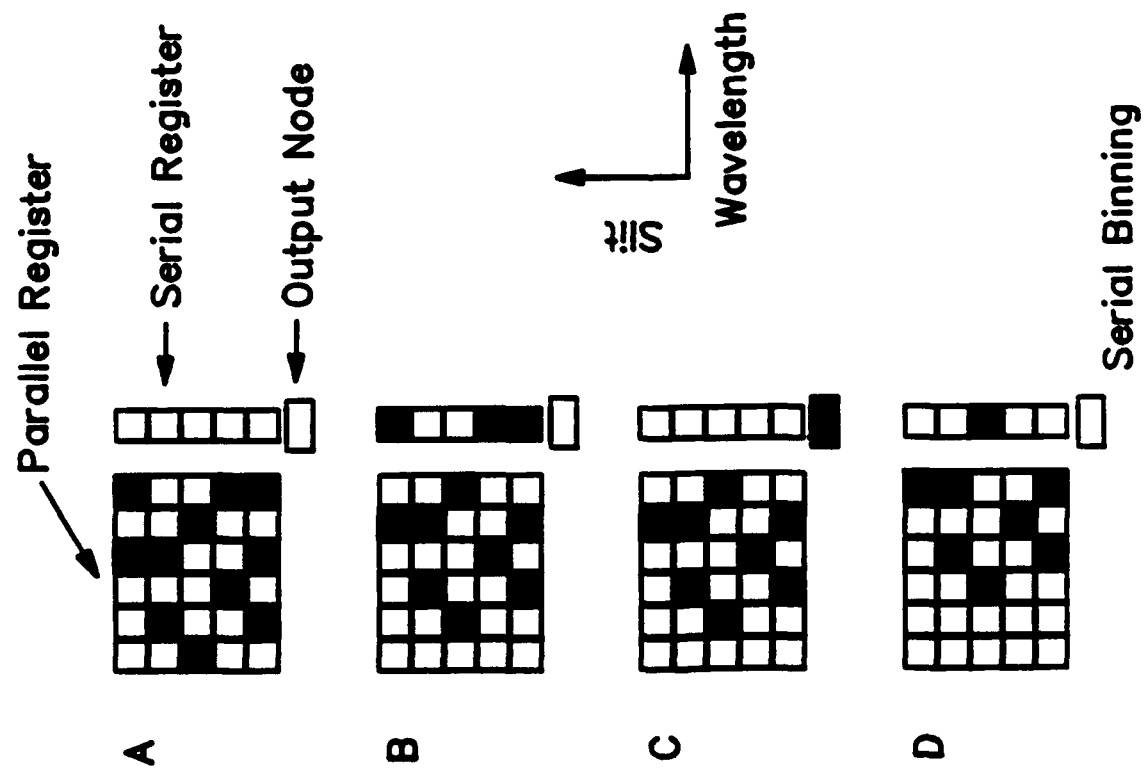 Parallel Register
Serial Register
Output Node
A
B
C
D
Slit
Wavelength
Serial Binning